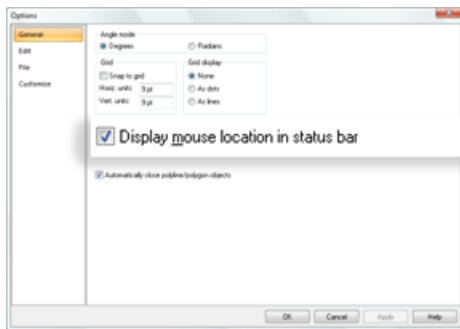 Options
General
Edit
File
Customize
Angle mode
Degrees
Radians
Grid
Snap to grid
Horiz. units: 9 pt
Vert. units: 9 pt
Grid display
None
As dots
As lines
Display mouse location in status bar
Automatically close polyline/polygon objects
OK Cancel Apply Help